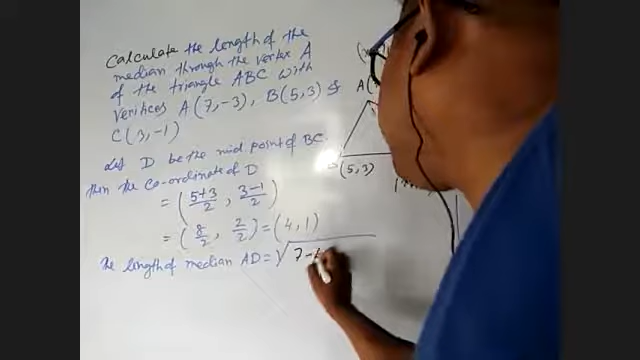 Calculate the length of the
median through the vertex A
of the triangle ABC with
vertices A(7,-3), B(5,3) &
C(3,-1)
Let D be the mid point of BC.
then the co-ordinate of D
= (5+3/2, 3-1/2)
= (8/2, 2/2) = (4,1)
The length of median AD = √7-
A(
(5,3)